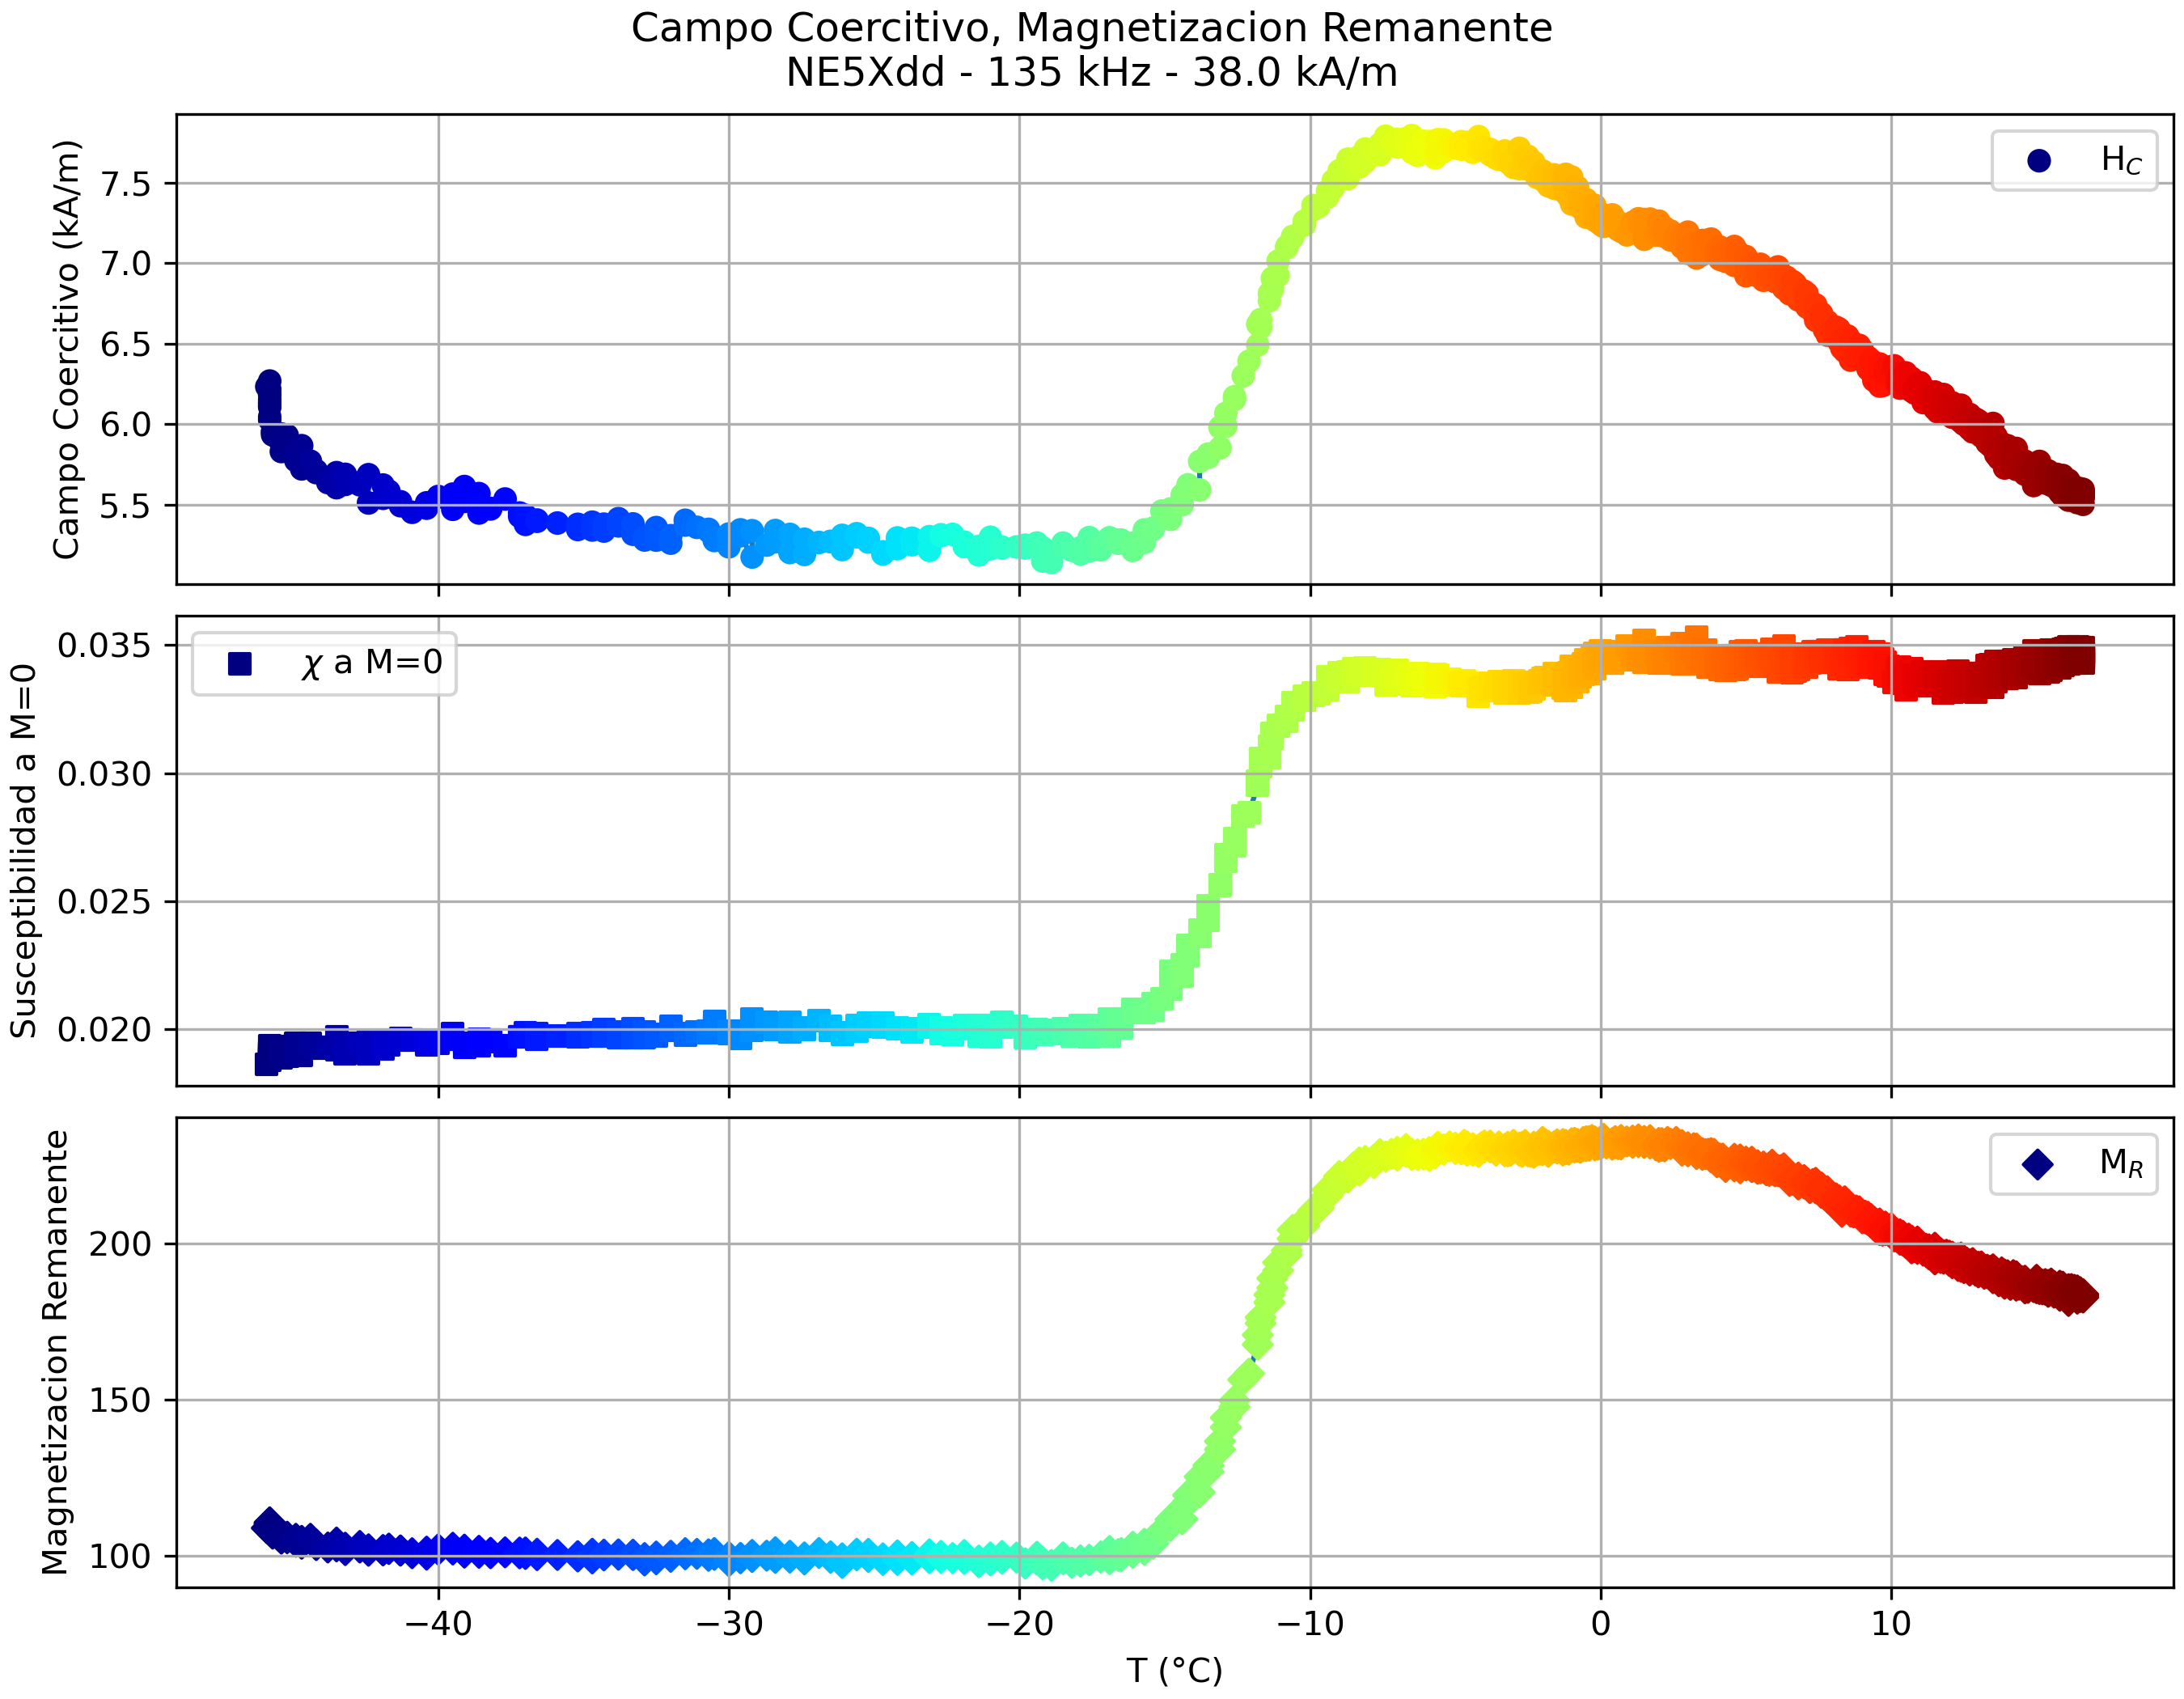 Campo Coercitivo, Magnetizacion Remanente
NE5Xdd - 135 kHz - 38.0 kA/m
Campo Coercitivo (kA/m)
7.5
7.0
6.5
6.0
5.5
H_C
Susceptibilidad a M=0
0.035
0.030
0.025
0.020
χ a M=0
Magnetizacion Remanente
200
150
100
M_R
−40 −30 −20 −10 0 10
T (°C)